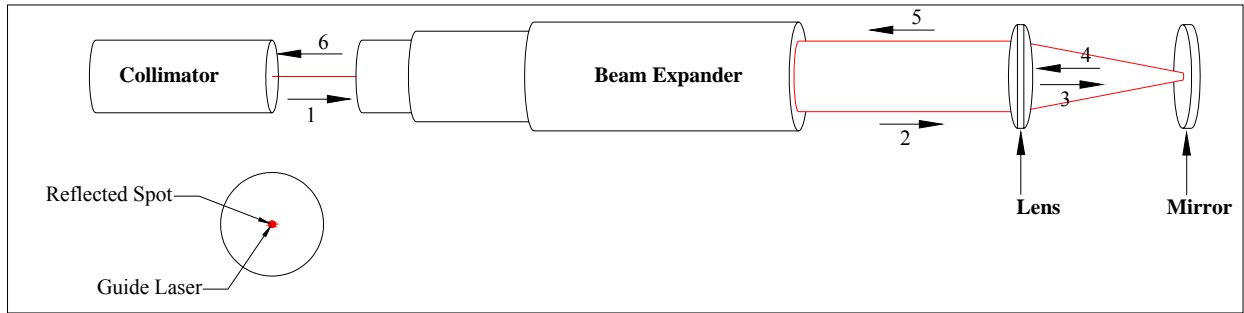 5
6
Collimator
Beam Expander
4
3
1
2
Reflected Spot
Lens
Mirror
Guide Laser